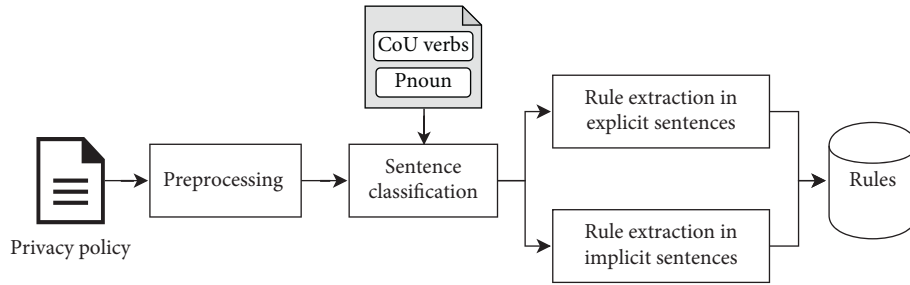 CoU verbs
Pnoun
Privacy policy
Preprocessing
Sentence
classification
Rule extraction in
explicit sentences
Rule extraction in
implicit sentences
Rules